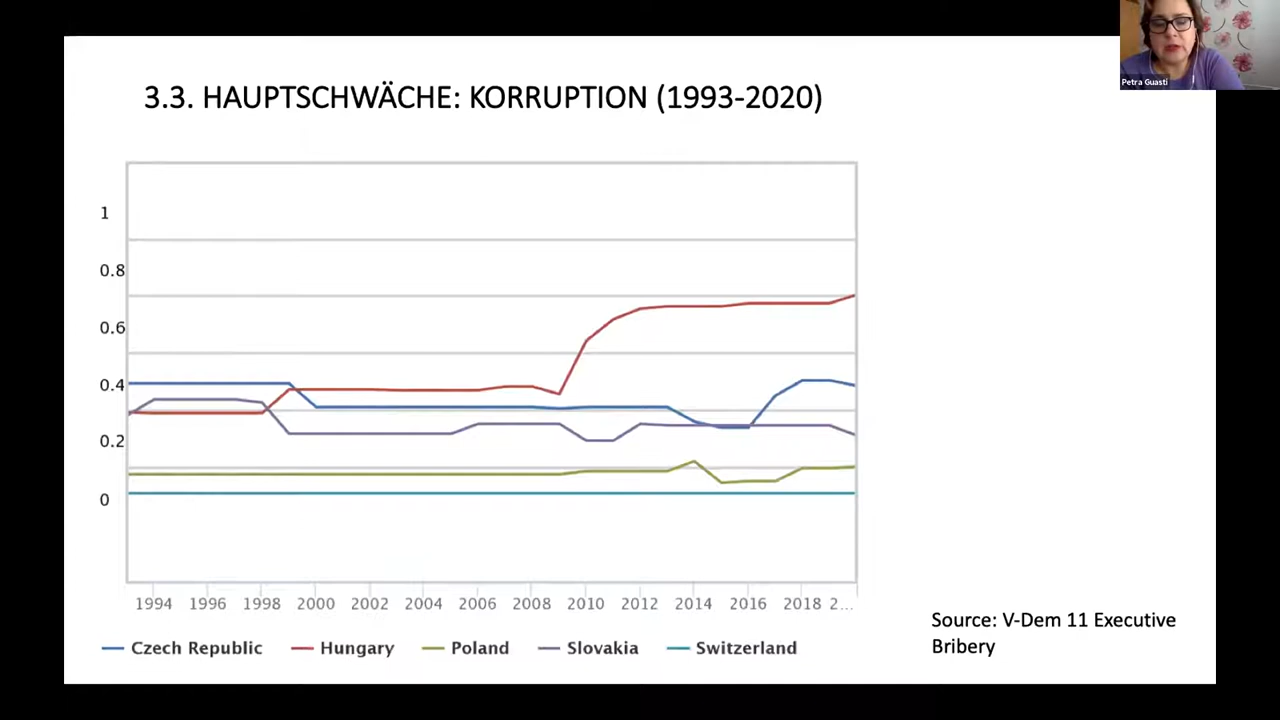 Petra Guasti
3.3. HAUPTSCHWÄCHE: KORRUPTION (1993-2020)
1
0.8
0.6
0.4
0.2
0
1994 1996 1998 2000 2002 2004 2006 2008 2010 2012 2014 2016 2018 2...
Czech Republic Hungary Poland Slovakia Switzerland
Source: V-Dem 11 Executive
Bribery